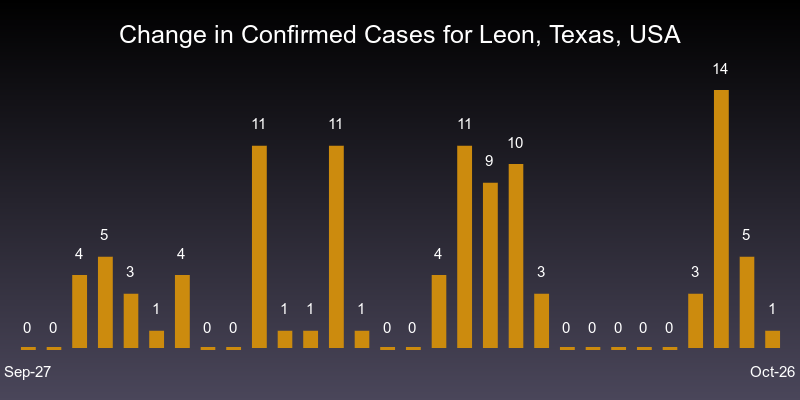 Change in Confirmed Cases for Leon, Texas, USA
0 0 4 5 3 1 4 0 0 11 1 1 11 1 0 0 4 11 9 10 3 0 0 0 0 0 3 14 5 1
Sep-27 Oct-26